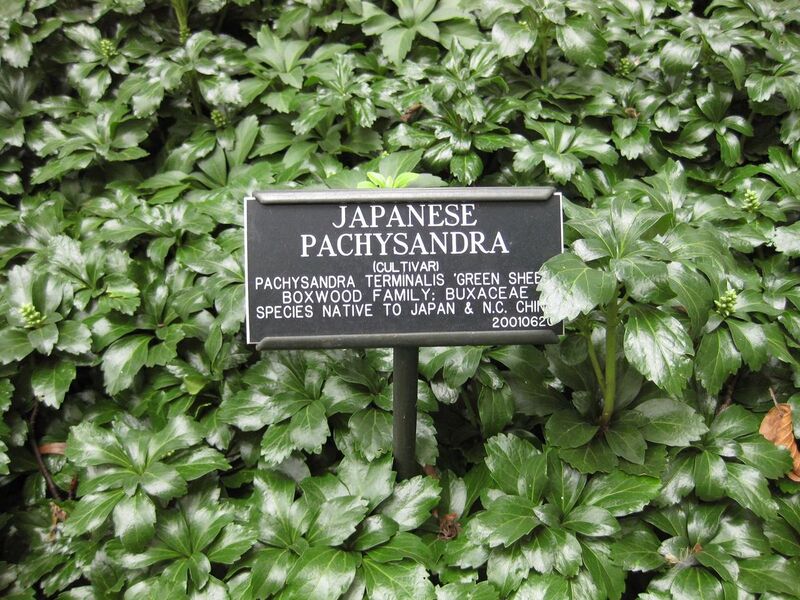 JAPANESE
PACHYSANDRA
(CULTIVAR)
PACHYSANDRA TERMINALIS 'GREEN SHEE
BOXWOOD FAMILY; BUXACEAE
SPECIES NATIVE TO JAPAN & N.C. CHIN
2001062